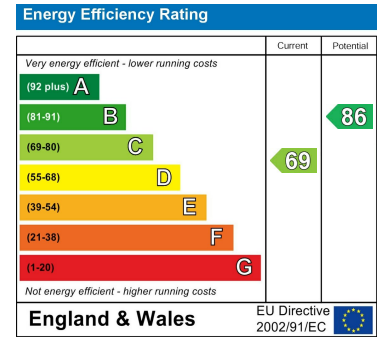 Energy Efficiency Rating
Current Potential
Very energy efficient - lower running costs
(92 plus) A
(81-91) B
86
(69-80) C
69
(55-68) D
(39-54) E
(21-38) F
(1-20) G
Not energy efficient - higher running costs
England & Wales
EU Directive
2002/91/EC